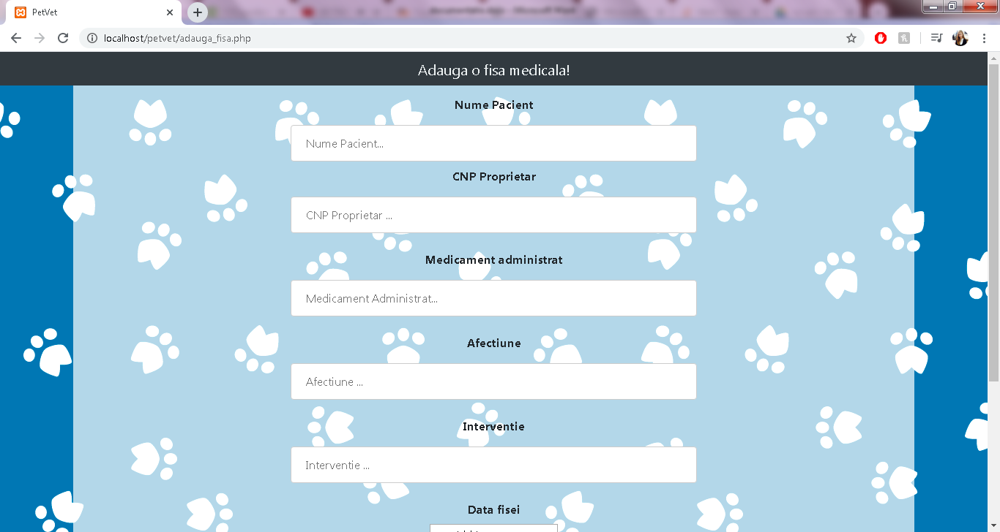 PetVet
localhost/petvet/adauga_fisa.php
Adauga o fisa medicala!
Nume Pacient
Nume Pacient...
CNP Proprietar
CNP Proprietar ...
Medicament administrat
Medicament Administrat...
Afectiune
Afectiune ...
Interventie
Interventie ...
Data fisei